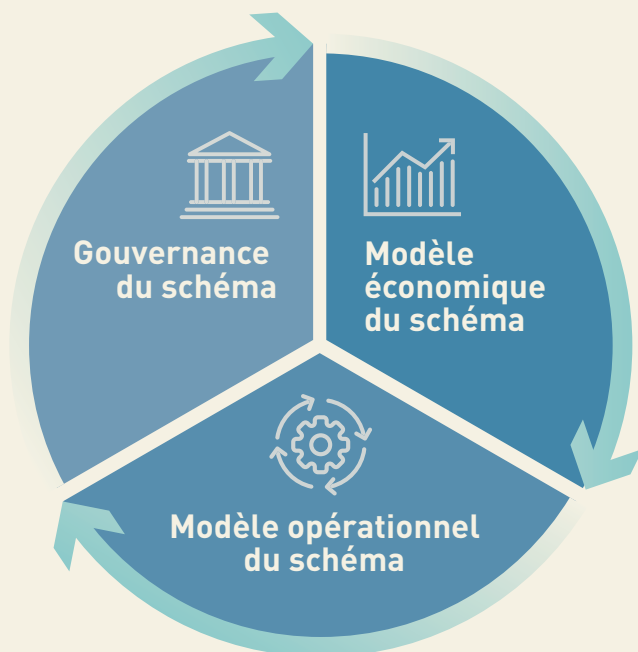 Gouvernance
du schéma
Modèle
économique
du schéma
Modèle opérationnel
du schéma